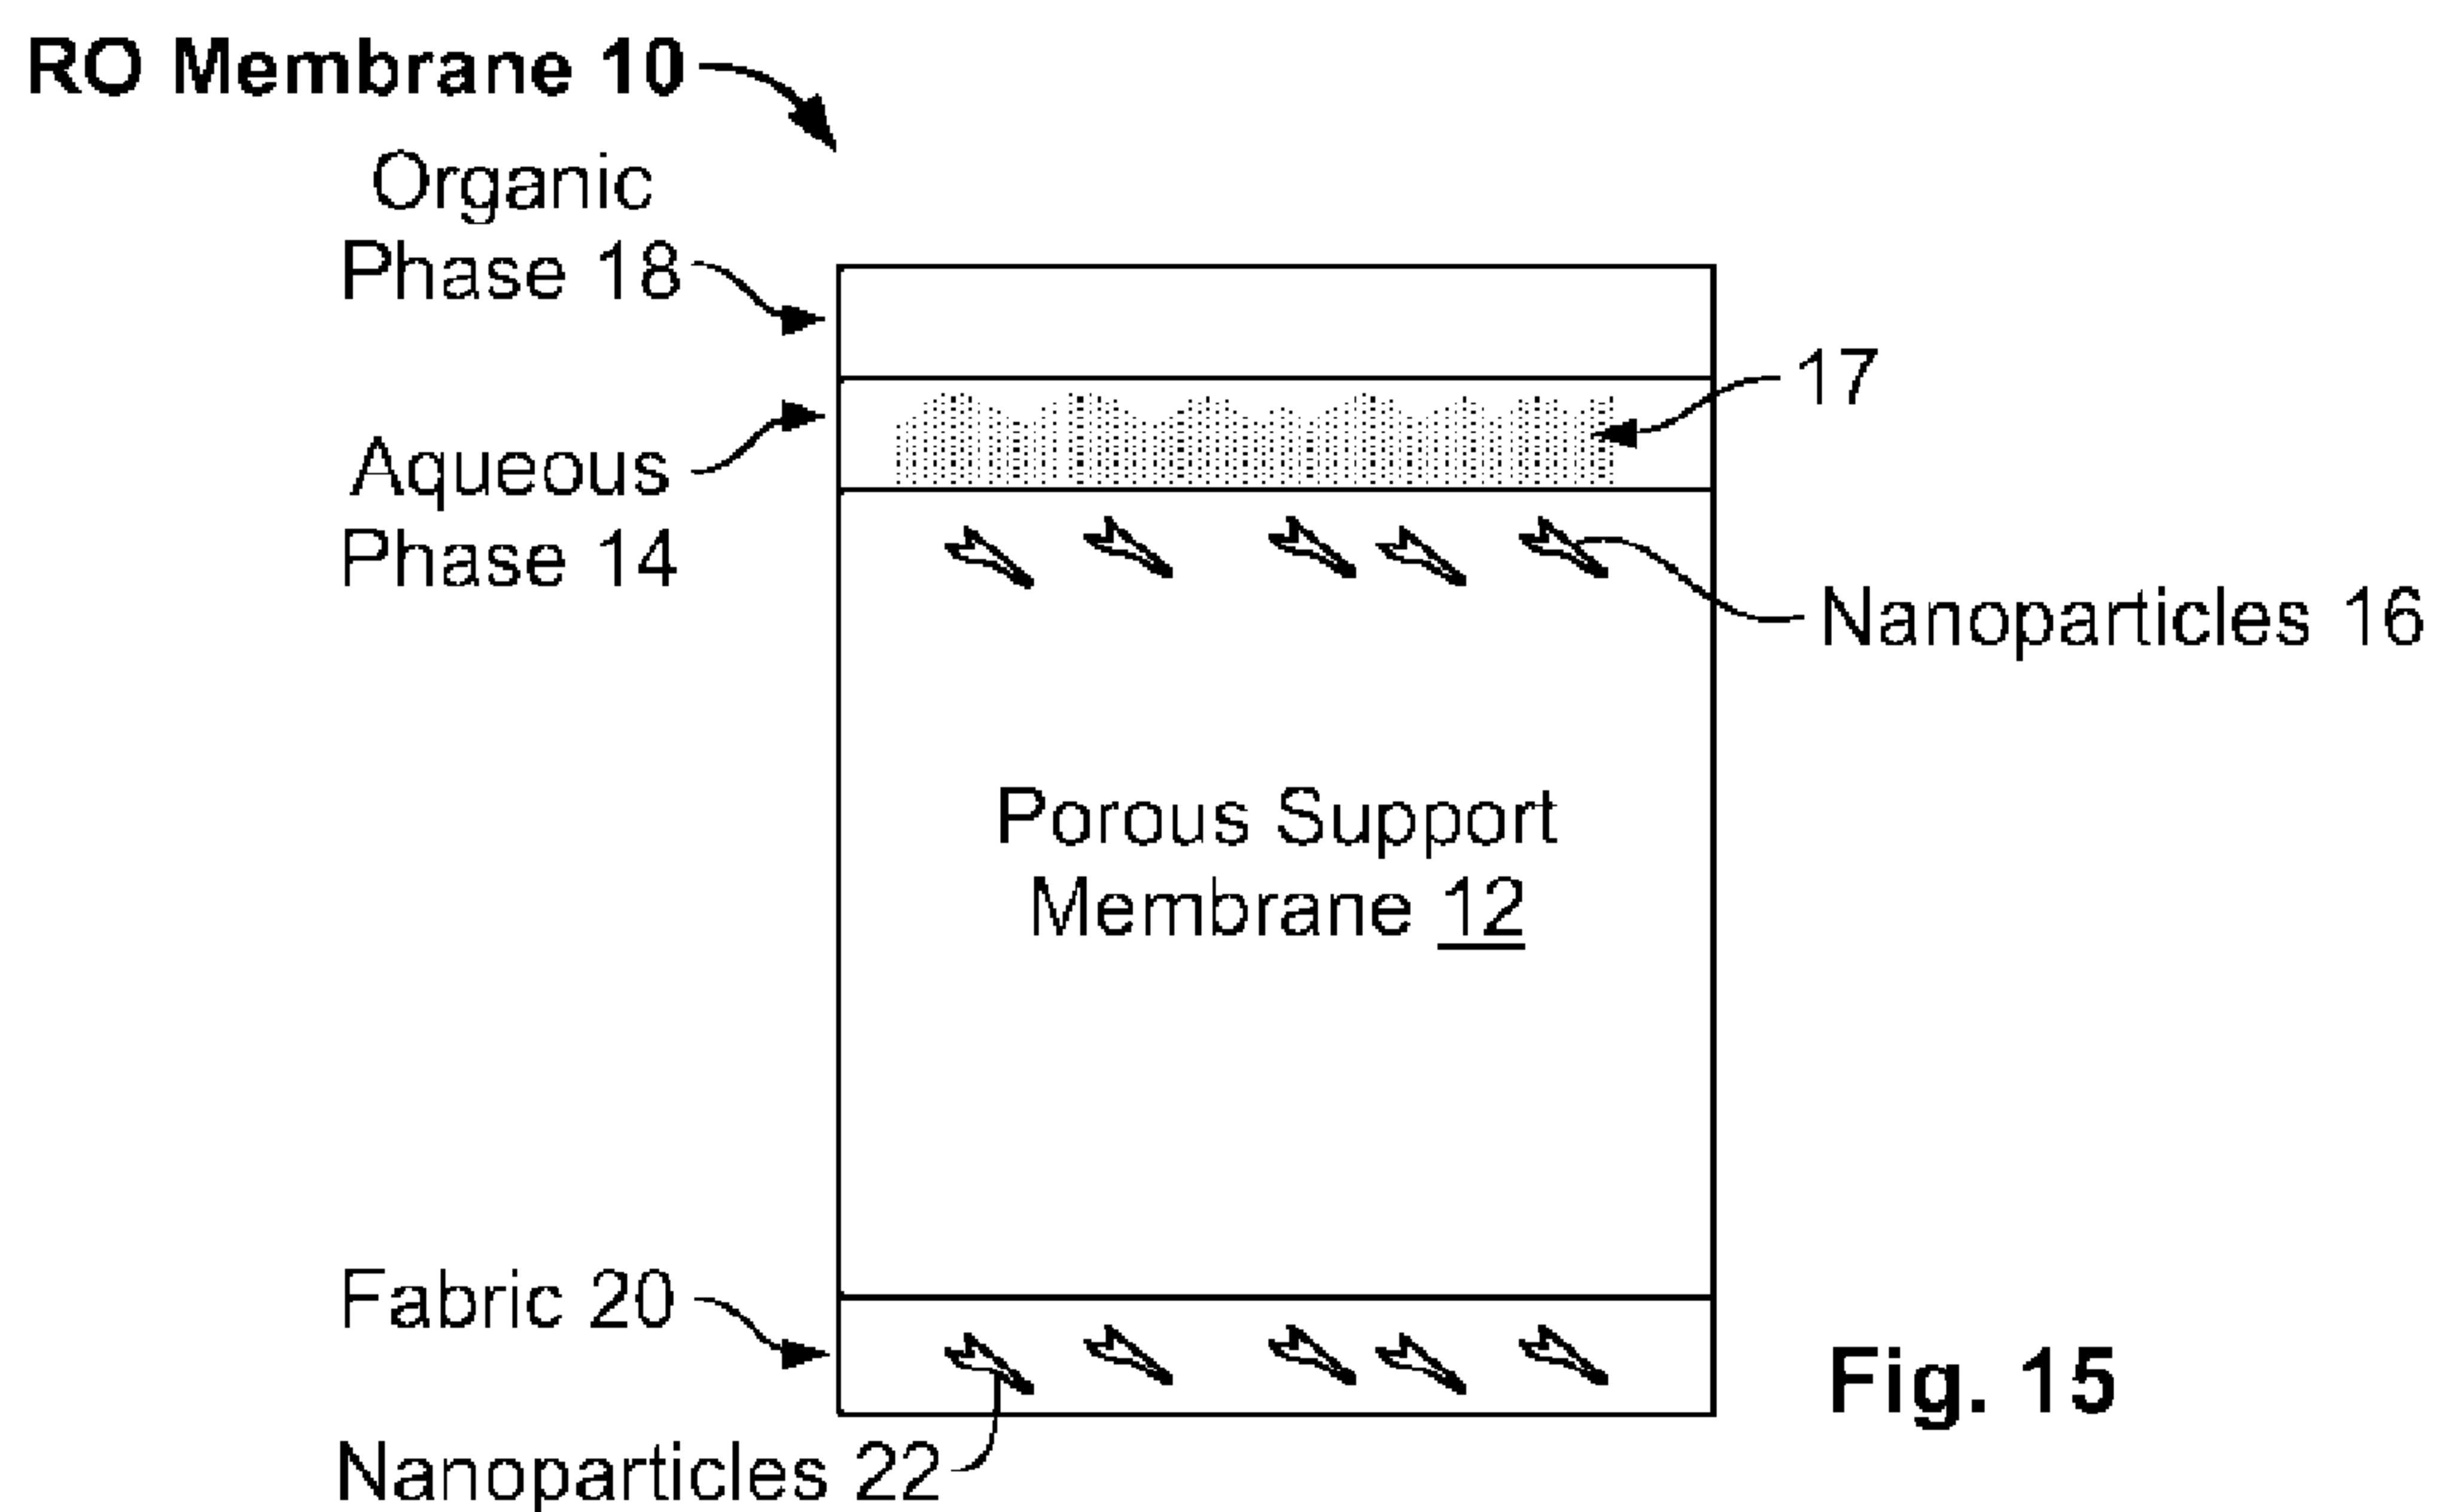 RO Membrane 10
Organic
Phase 18
17
Aqueous
Phase 14
Nanoparticles 16
Porous Support
Membrane 12
Fabric 20
Fig. 15
Nanoparticles 22